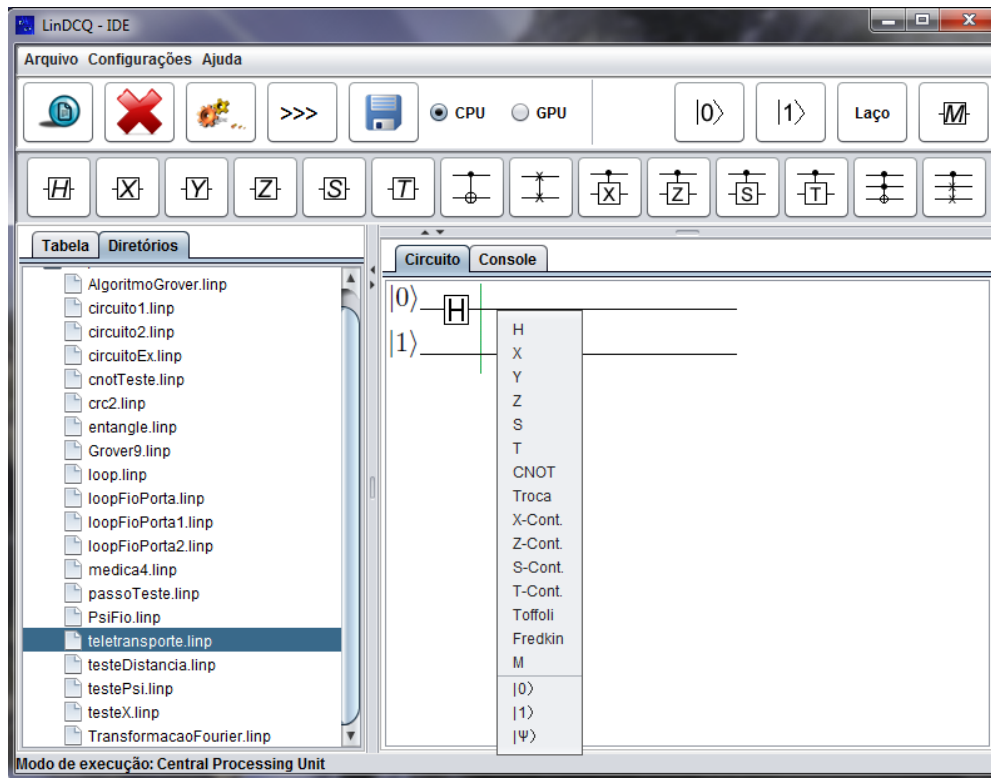 LinDCQ - IDE
Arquivo Configurações Ajuda
>>> CPU GPU |0⟩ |1⟩ Laço M
H X Y Z S T X Z S T
Tabela Diretórios
AlgoritmoGrover.linp
circuito1.linp
circuito2.linp
circuitoEx.linp
cnotTeste.linp
crc2.linp
entangle.linp
Grover9.linp
loop.linp
loopFioPorta.linp
loopFioPorta1.linp
loopFioPorta2.linp
medica4.linp
passoTeste.linp
PsiFio.linp
teletransporte.linp
testeDistancia.linp
testePsi.linp
testeX.linp
TransformacaoFourier.linp
Circuito Console
|0⟩ H
|1⟩
H
X
Y
Z
S
T
CNOT
Troca
X-Cont.
Z-Cont.
S-Cont.
T-Cont.
Toffoli
Fredkin
M
|0⟩
|1⟩
|Ψ⟩
Modo de execução: Central Processing Unit